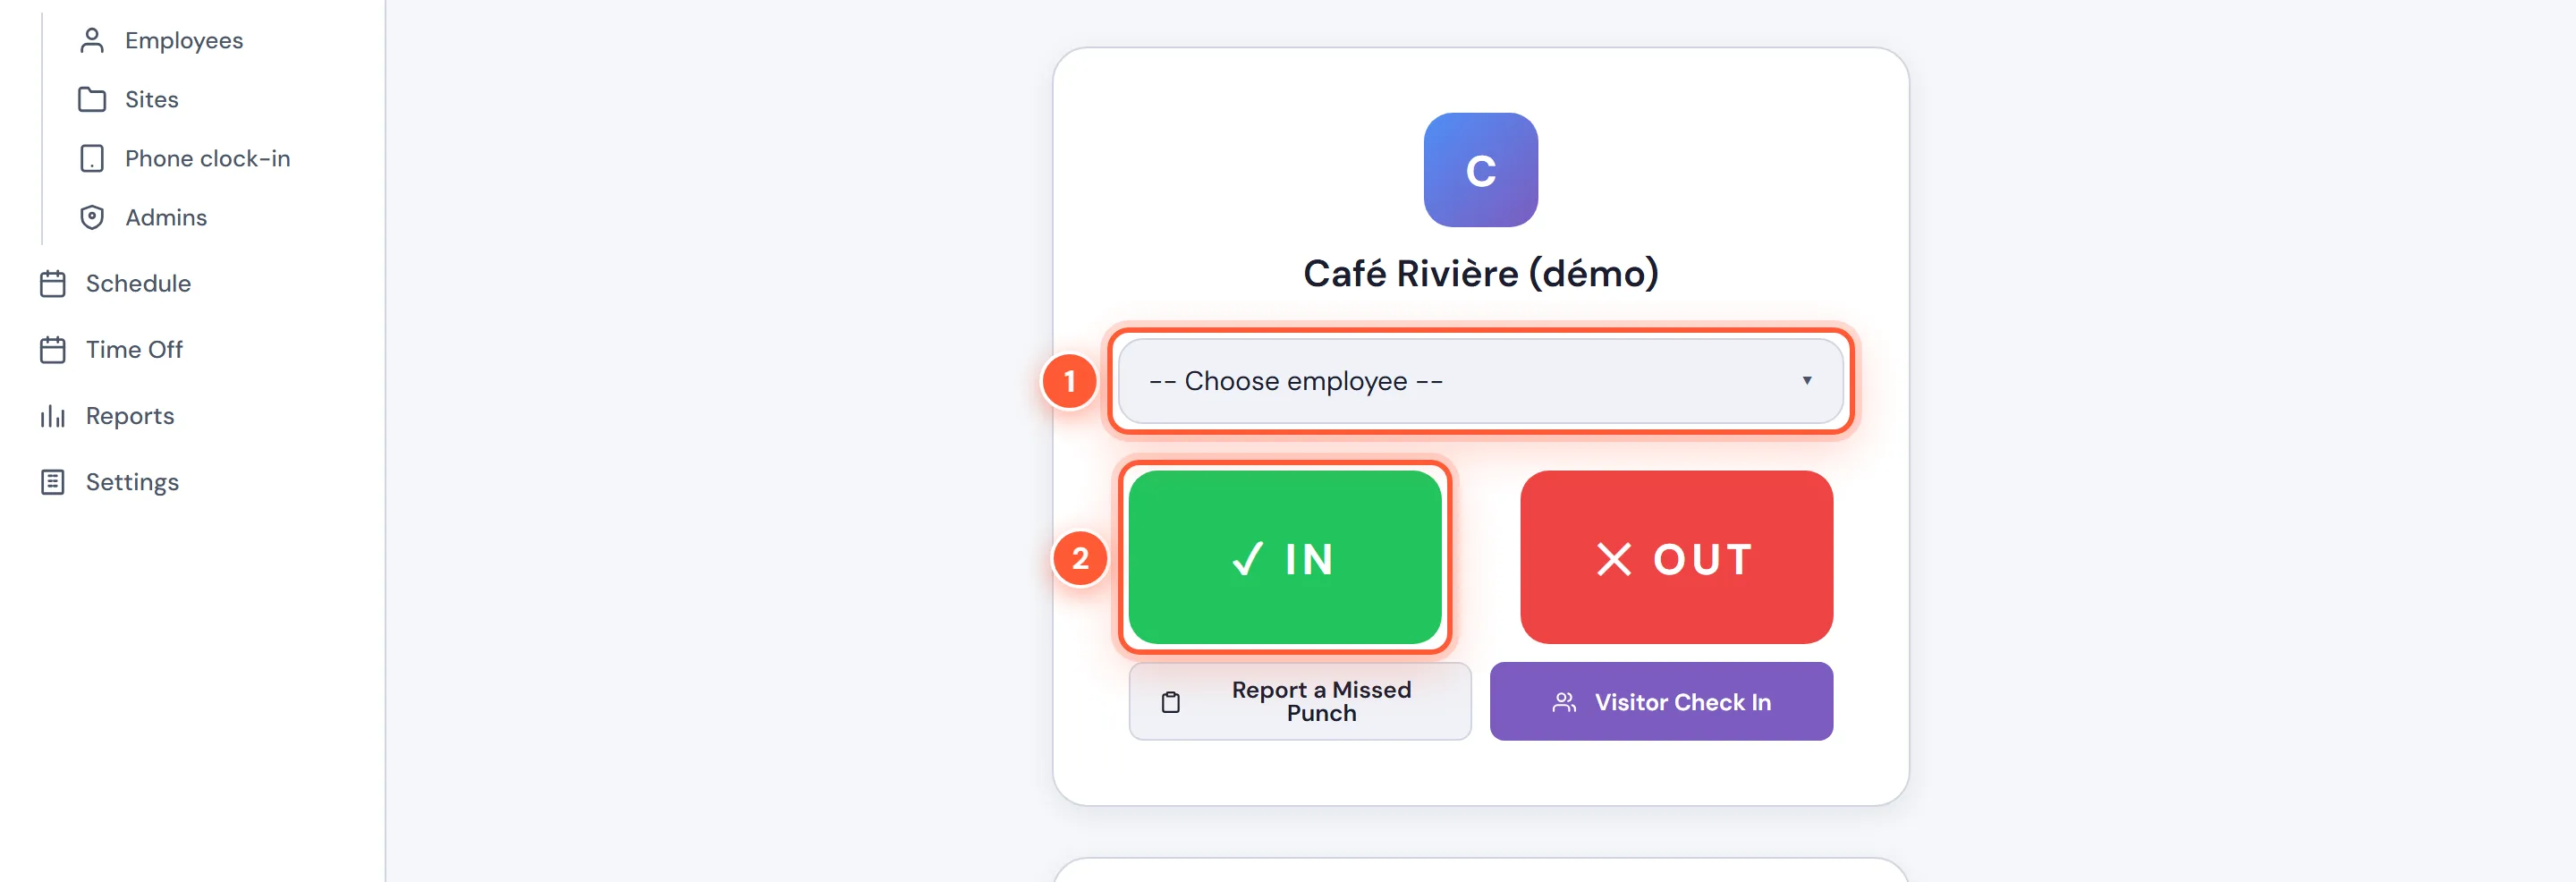 Employees
Sites
Phone clock-in
Admins
Schedule
Time Off
Reports
Settings
C
Café Rivière (démo)
1
-- Choose employee --
2
IN
OUT
Report a Missed
Punch
Visitor Check In